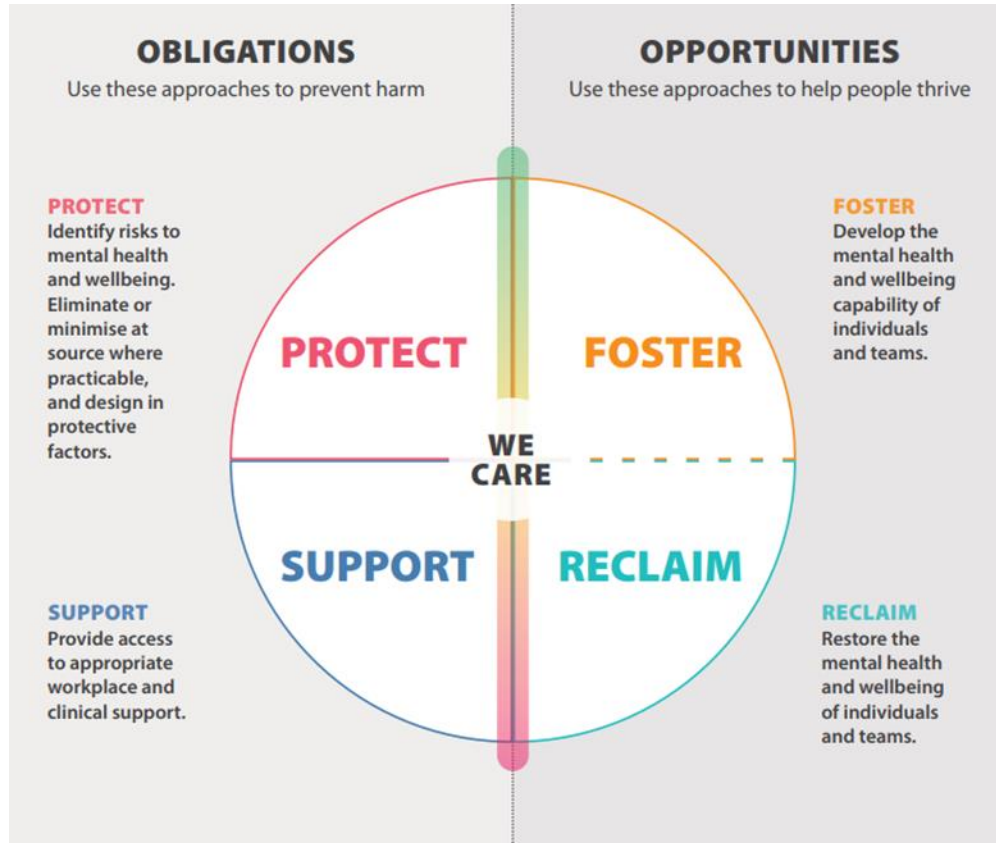 OBLIGATIONS
Use these approaches to prevent harm
OPPORTUNITIES
Use these approaches to help people thrive
PROTECT
Identify risks to
mental health
and wellbeing.
Eliminate or
minimise at
source where
practicable,
and design in
protective
factors.
FOSTER
Develop the
mental health
and wellbeing
capability of
individuals
and teams.
PROTECT
FOSTER
WE
CARE
SUPPORT
RECLAIM
SUPPORT
Provide access
to appropriate
workplace and
clinical support.
RECLAIM
Restore the
mental health
and wellbeing
of individuals
and teams.